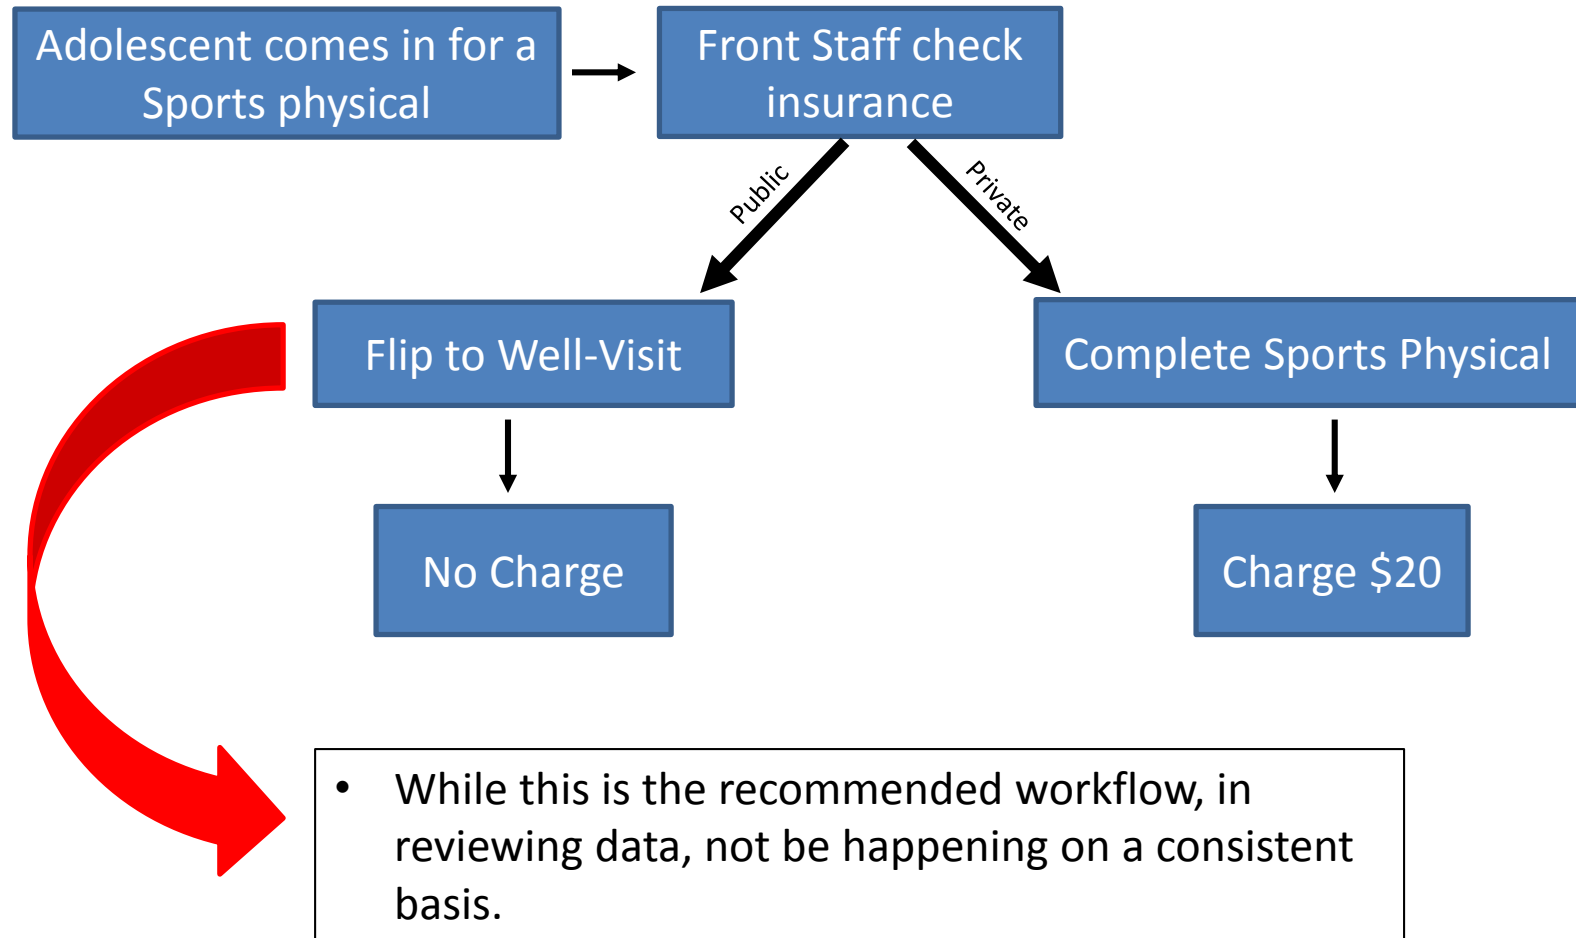 Adolescent comes in for a
Sports physical
Front Staff check
insurance
Public
Private
Flip to Well-Visit
Complete Sports Physical
No Charge
Charge $20
• While this is the recommended workflow, in
reviewing data, not be happening on a consistent
basis.